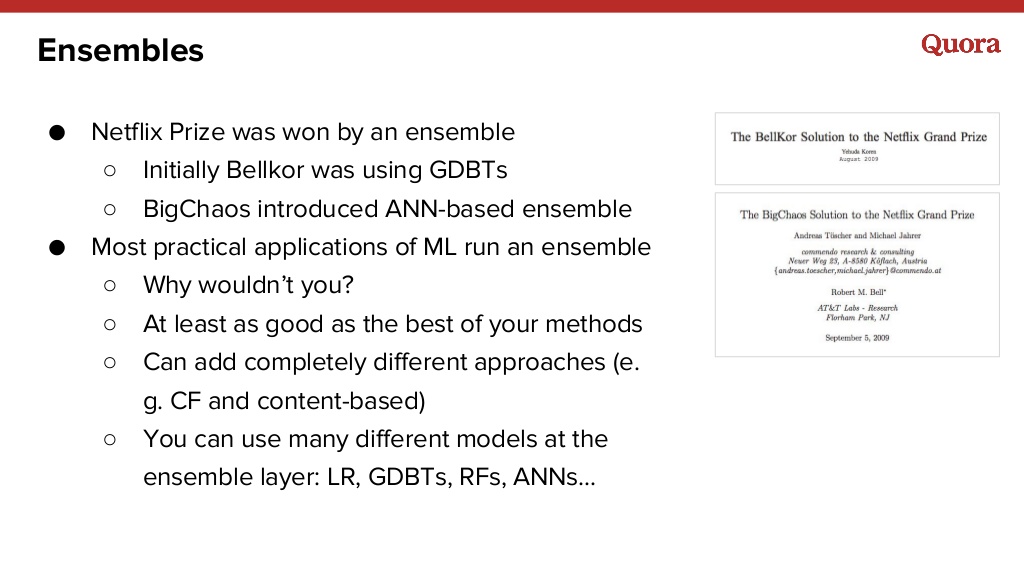 Ensembles
Quora
● Netflix Prize was won by an ensemble
○ Initially Bellkor was using GDBTs
○ BigChaos introduced ANN-based ensemble
● Most practical applications of ML run an ensemble
○ Why wouldn’t you?
○ At least as good as the best of your methods
○ Can add completely different approaches (e.
g. CF and content-based)
○ You can use many different models at the
ensemble layer: LR, GDBTs, RFs, ANNs...
The BellKor Solution to the Netflix Grand Prize
Yehuda Koren
August 2009
The BigChaos Solution to the Netflix Grand Prize
Andreas Töscher and Michael Jahrer
commendo research & consulting
Neuer Weg 23, A-8580 Köflach, Austria
{andreas.toescher,michael.jahrer}@commendo.at
Robert M. Bell*
AT&T Labs - Research
Florham Park, NJ
September 5, 2009